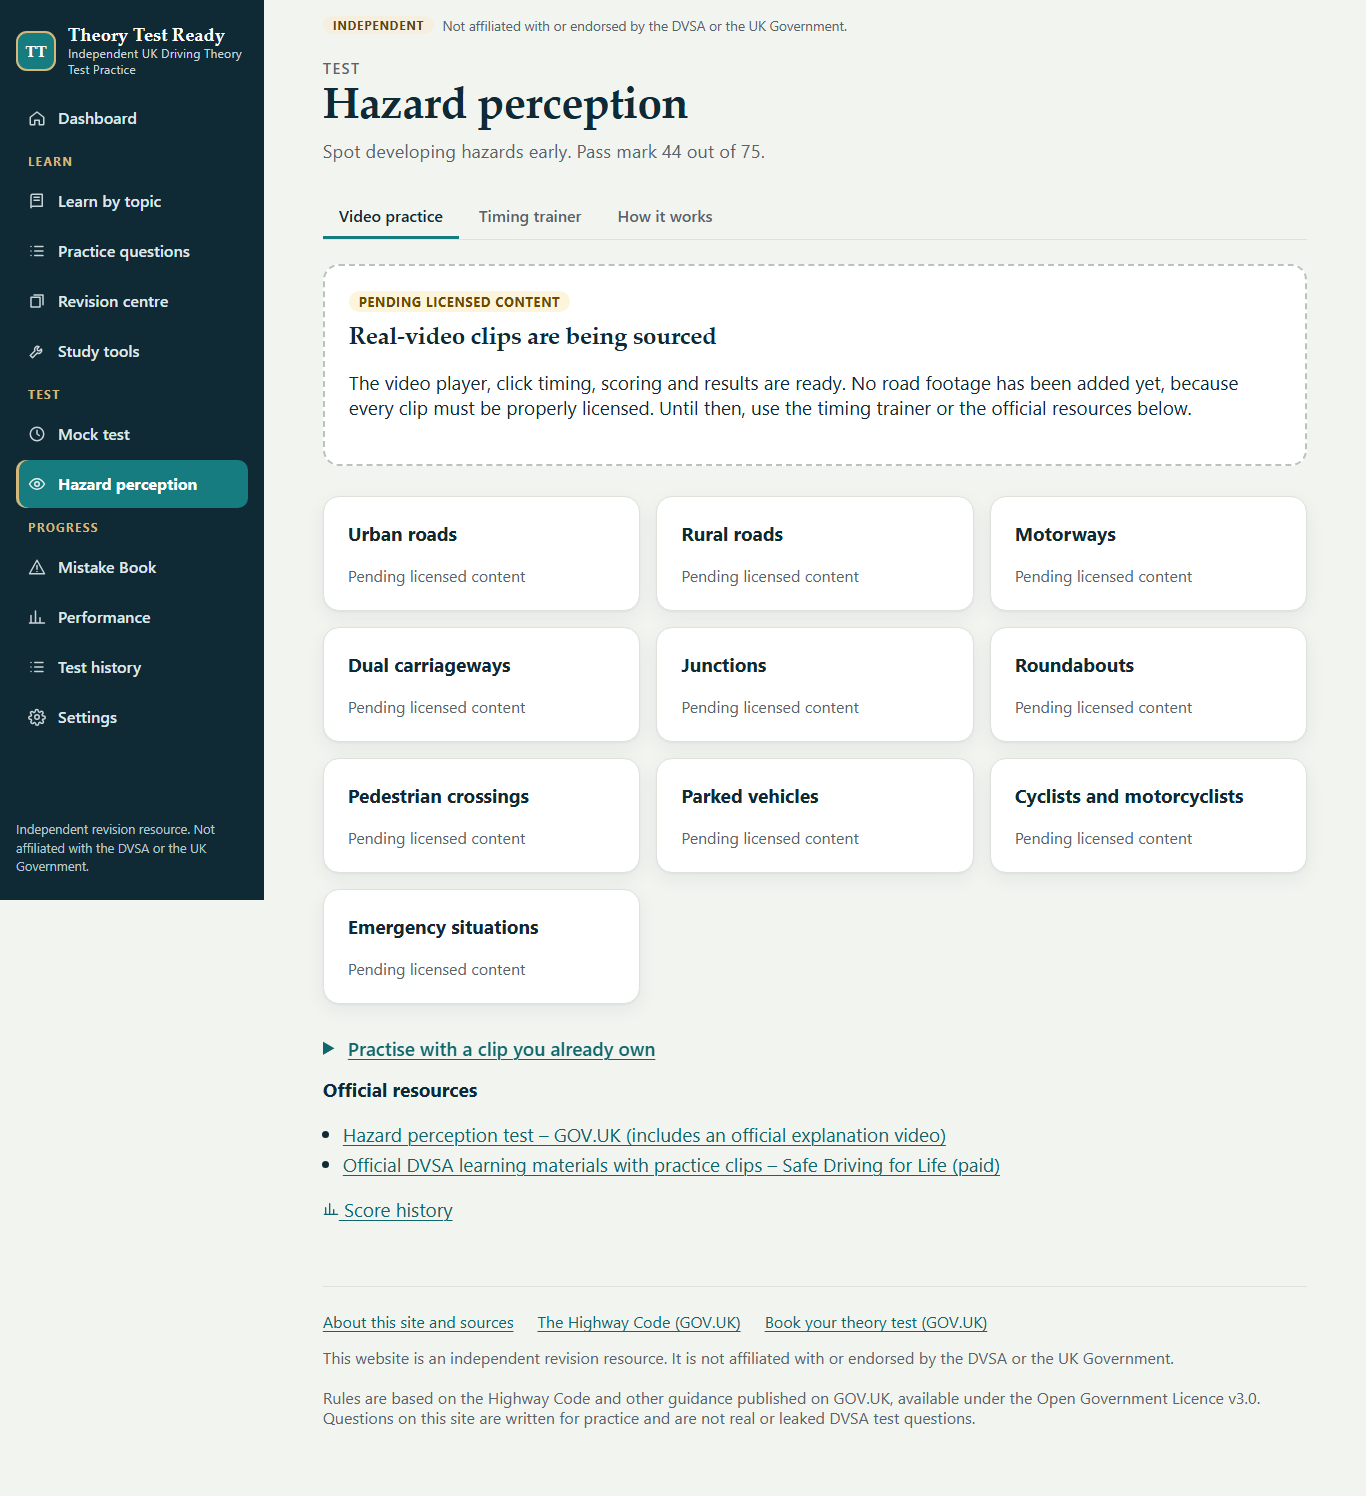 TT
Theory Test Ready
Independent UK Driving Theory
Test Practice
Dashboard
LEARN
Learn by topic
Practice questions
Revision centre
Study tools
TEST
Mock test
Hazard perception
PROGRESS
Mistake Book
Performance
Test history
Settings
Independent revision resource. Not
affiliated with the DVSA or the UK
Government.
INDEPENDENT Not affiliated with or endorsed by the DVSA or the UK Government.
TEST
Hazard perception
Spot developing hazards early. Pass mark 44 out of 75.
Video practice Timing trainer How it works
PENDING LICENSED CONTENT
Real-video clips are being sourced
The video player, click timing, scoring and results are ready. No road footage has been added yet, because
every clip must be properly licensed. Until then, use the timing trainer or the official resources below.
Urban roads
Pending licensed content
Rural roads
Pending licensed content
Motorways
Pending licensed content
Dual carriageways
Pending licensed content
Junctions
Pending licensed content
Roundabouts
Pending licensed content
Pedestrian crossings
Pending licensed content
Parked vehicles
Pending licensed content
Cyclists and motorcyclists
Pending licensed content
Emergency situations
Pending licensed content
Practise with a clip you already own
Official resources
Hazard perception test – GOV.UK (includes an official explanation video)
Official DVSA learning materials with practice clips – Safe Driving for Life (paid)
Score history
About this site and sources The Highway Code (GOV.UK) Book your theory test (GOV.UK)
This website is an independent revision resource. It is not affiliated with or endorsed by the DVSA or the UK Government.
Rules are based on the Highway Code and other guidance published on GOV.UK, available under the Open Government Licence v3.0.
Questions on this site are written for practice and are not real or leaked DVSA test questions.